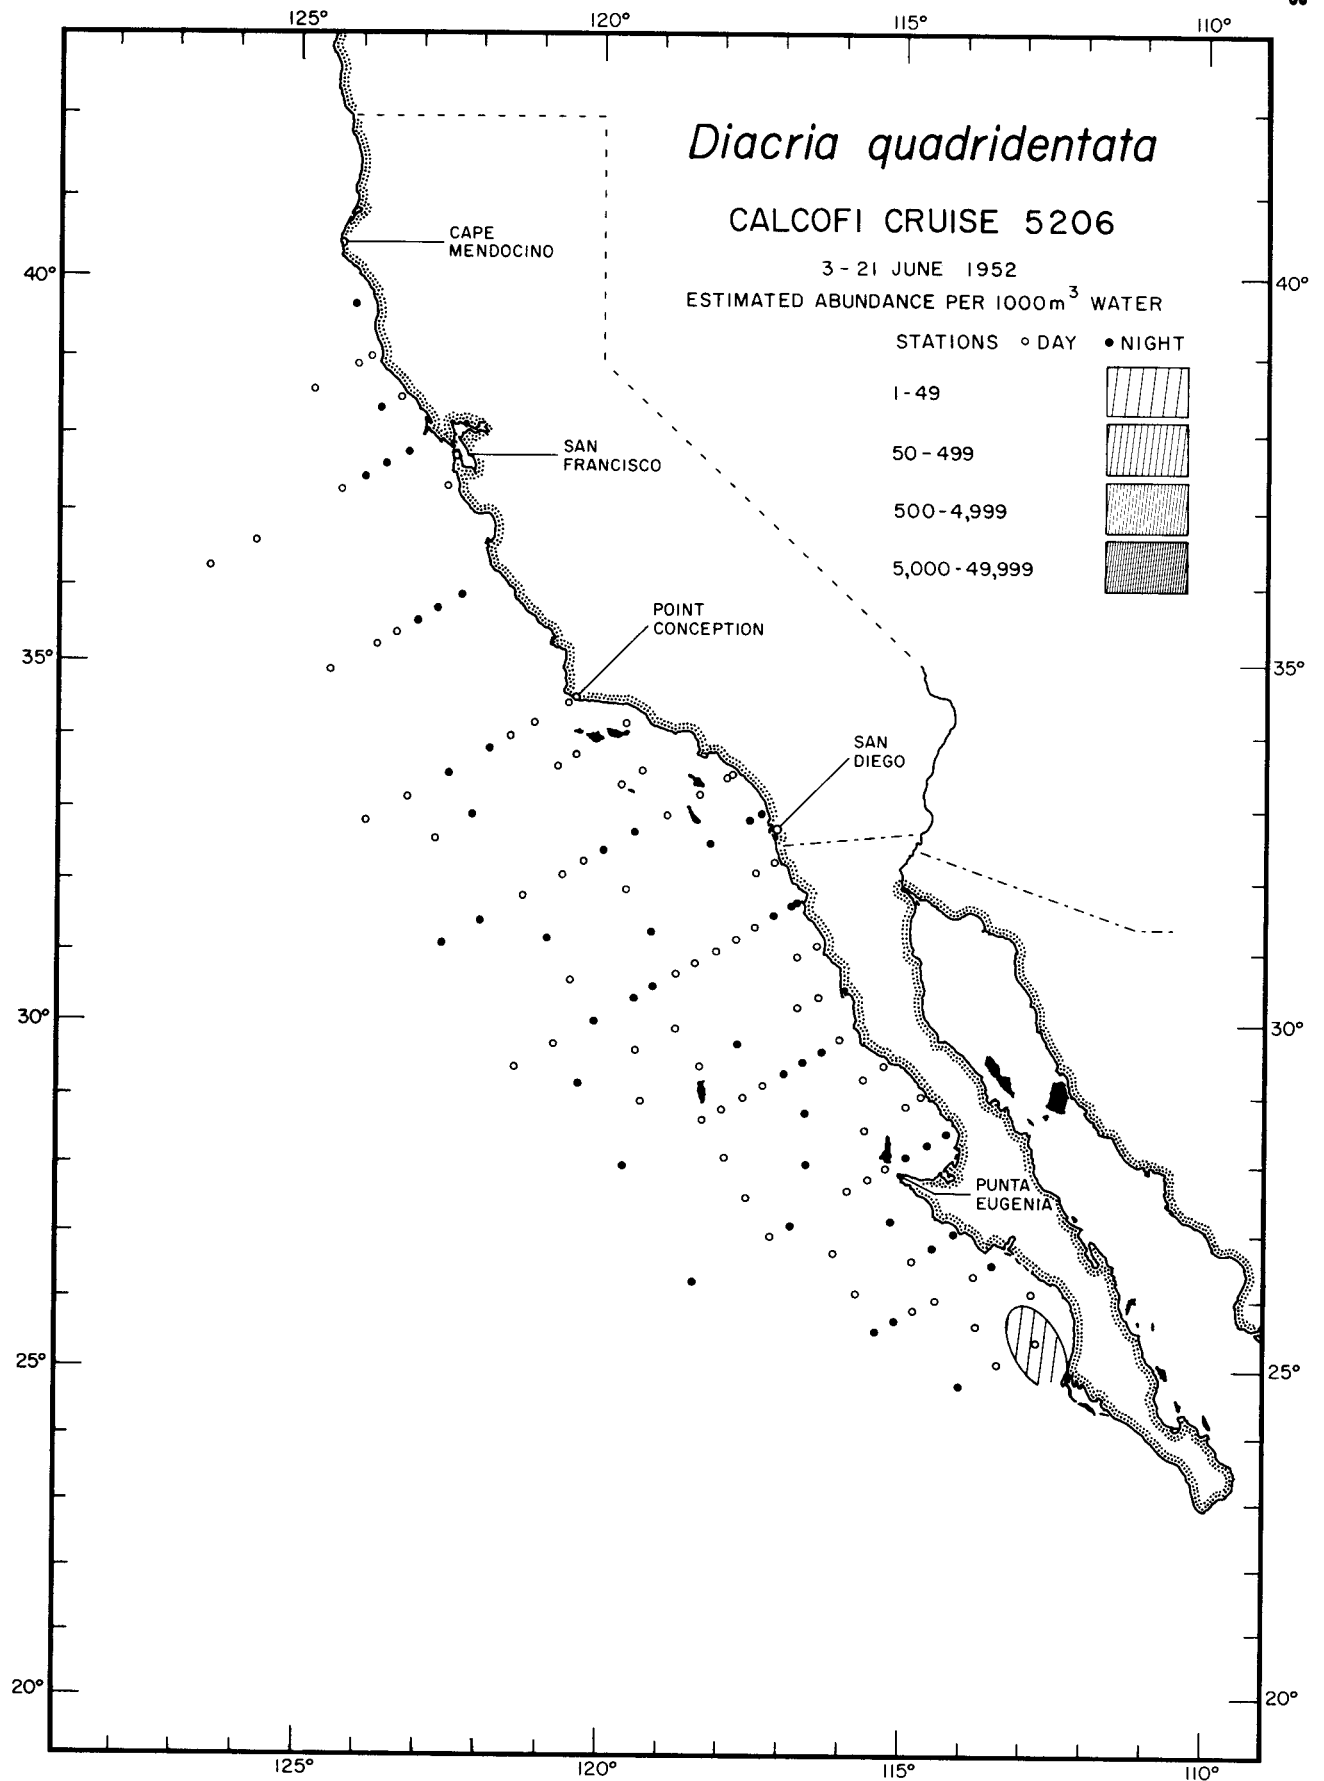 125°
120°
115°
110°
Diacria quadridentata
CALCOFI CRUISE 5206
3-21 JUNE 1952
ESTIMATED ABUNDANCE PER 1000m³ WATER
STATIONS ○ DAY ● NIGHT
1-49
50-499
500-4,999
5,000-49,999
CAPE
MENDOCINO
40°
40°
SAN
FRANCISCO
POINT
CONCEPTION
35°
35°
SAN
DIEGO
30°
30°
PUNTA
EUGENIA
25°
25°
20°
20°
125°
120°
115°
110°